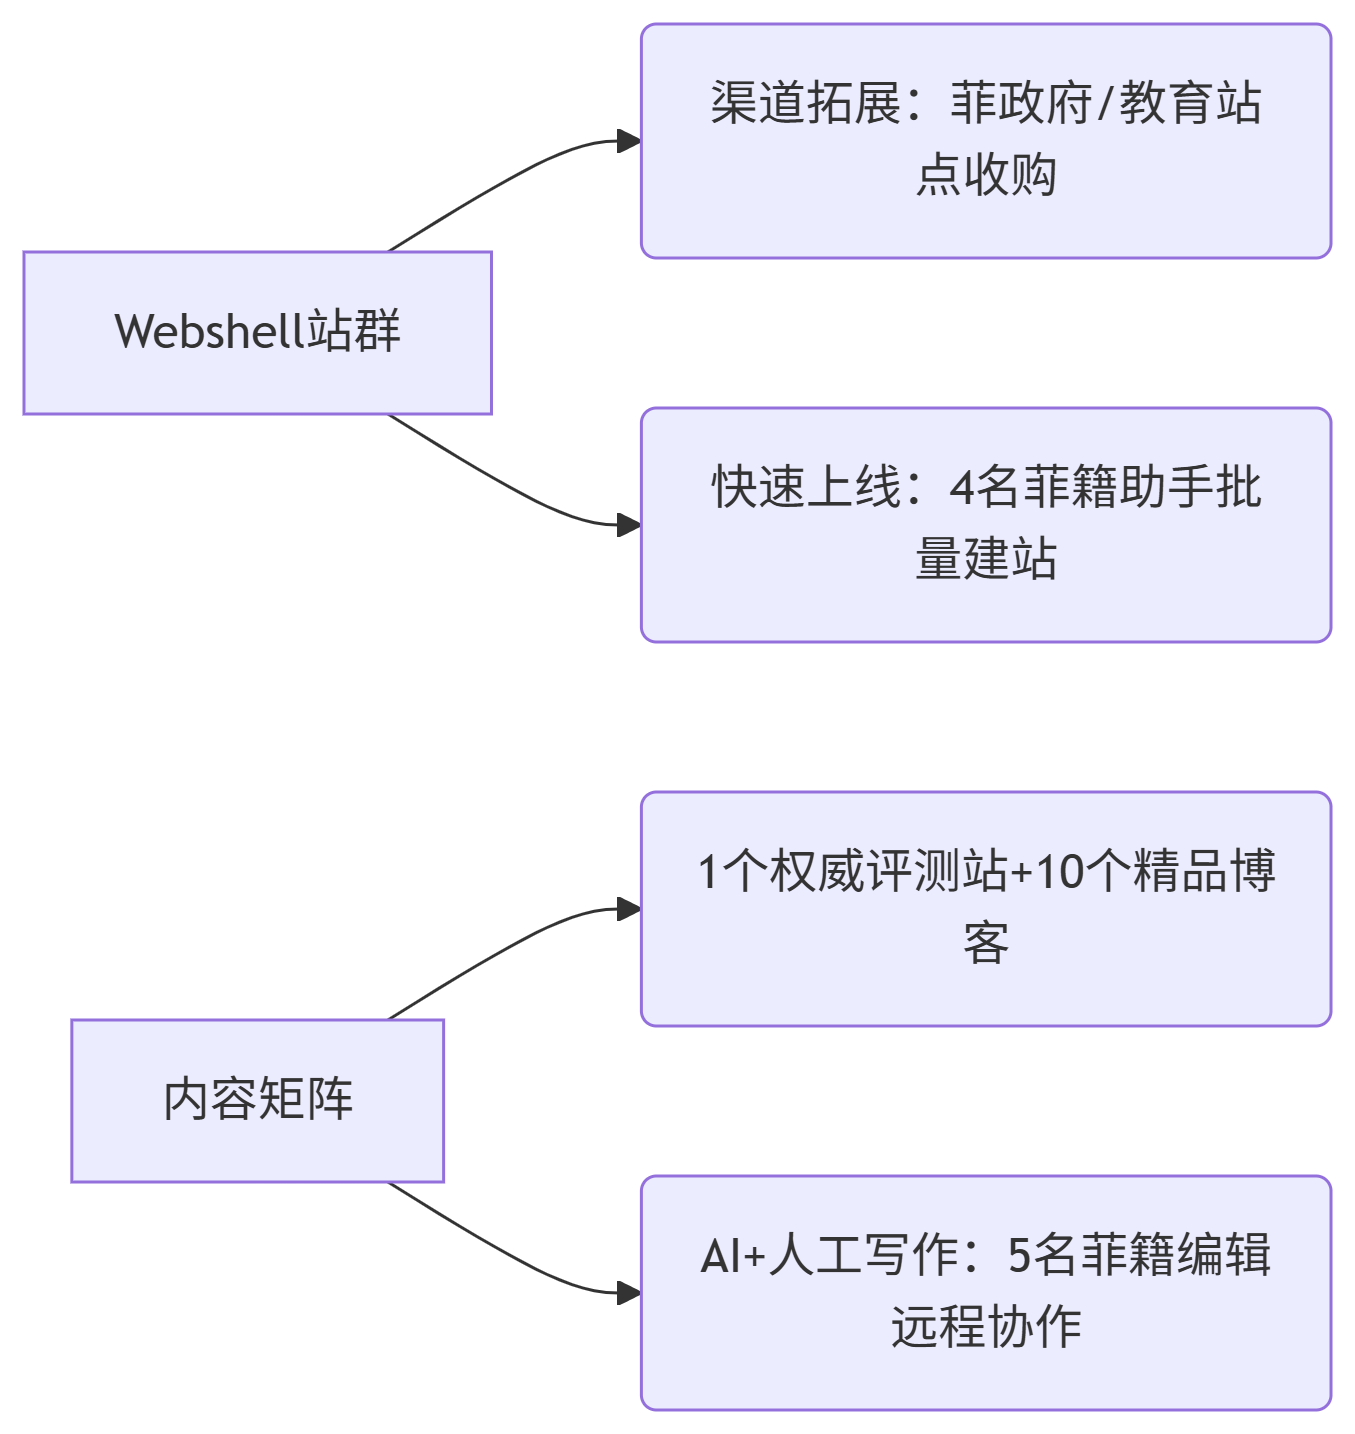 渠道拓展：菲政府/教育站
点收购
Webshell站群
快速上线：4名菲籍助手批
量建站
1个权威评测站+10个精品博
客
内容矩阵
AI+人工写作：5名菲籍编辑
远程协作